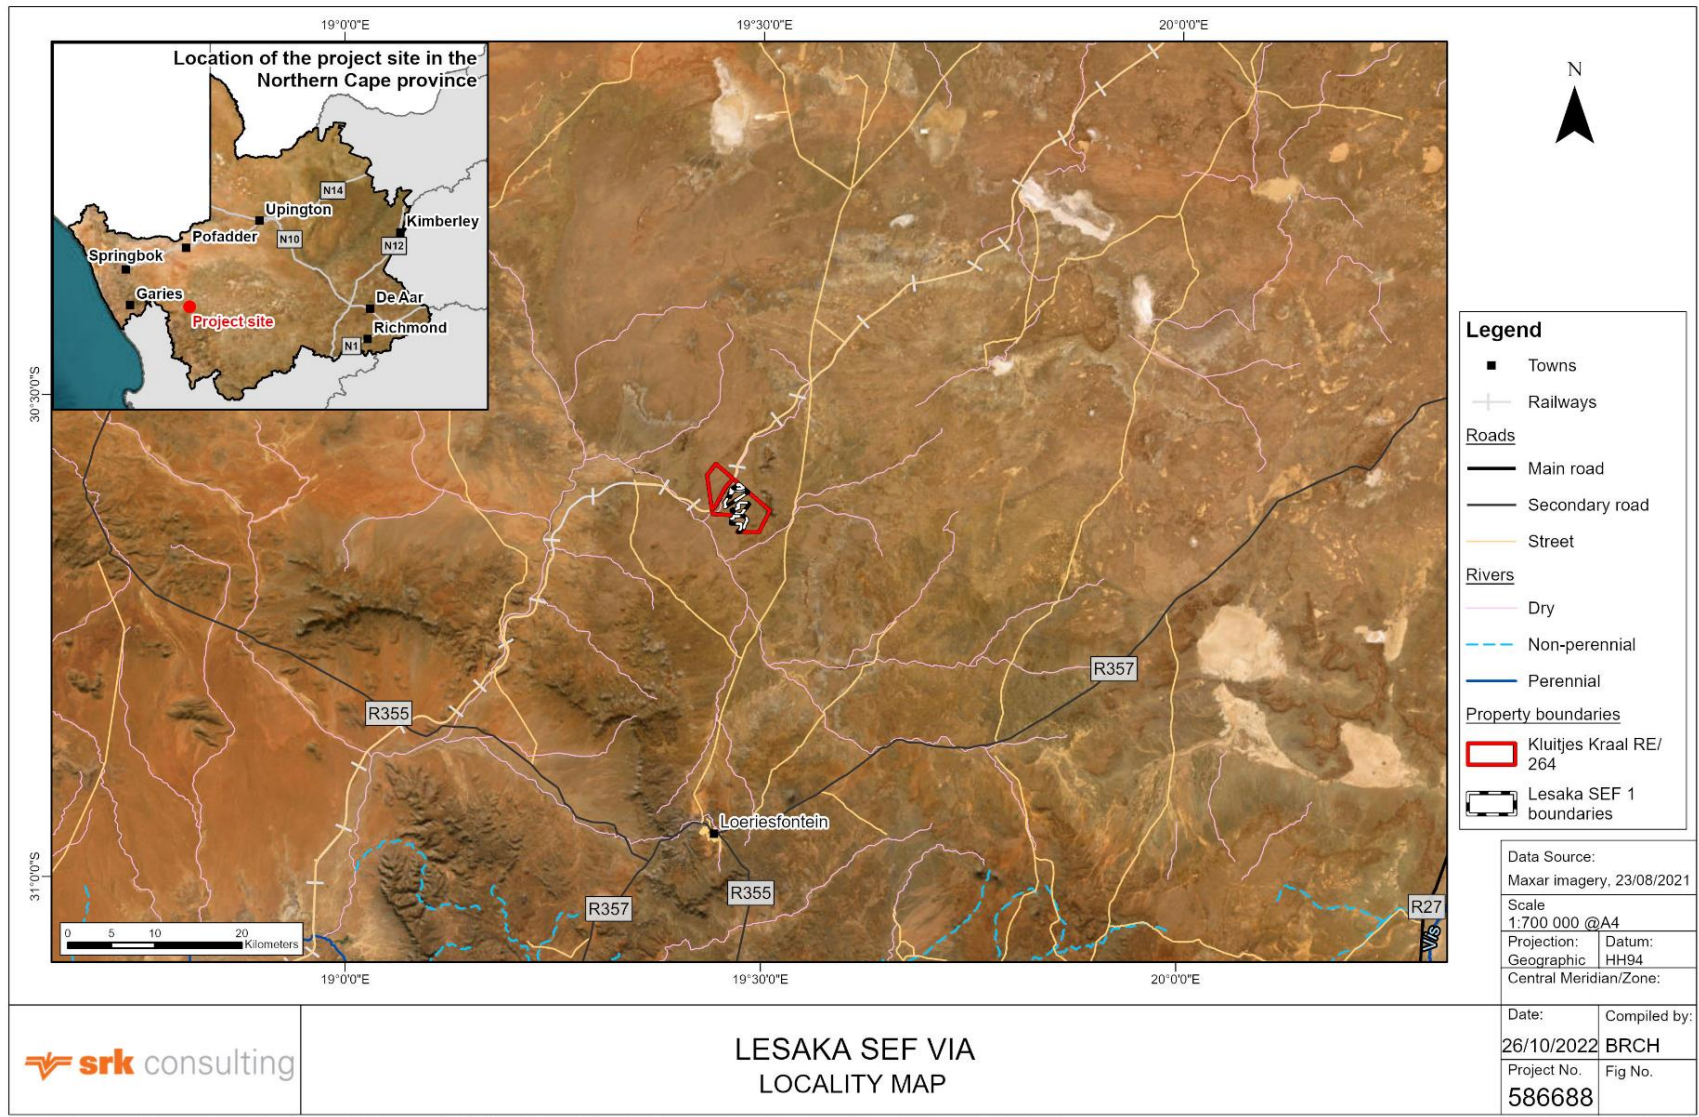 19°0'0"E
19°30'0"E
20°0'0"E
Location of the project site in the
Northern Cape province
N14
Upington
Kimberley
Pofadder
N10
N12
Springbok
Garies
De Aar
Project site
Richmond
N1
N
30°30'0"S
31°0'0"S
R357
R355
Loeriesfontein
R357
R355
R27
Vis
0 5 10 20
Kilometers
19°0'0"E
19°30'0"E
20°0'0"E
Legend
Towns
Railways
Roads
Main road
Secondary road
Street
Rivers
Dry
Non-perennial
Perennial
Property boundaries
Kluitjes Kraal RE/
264
Lesaka SEF 1
boundaries
Data Source:
Maxar imagery, 23/08/2021
Scale
1:700 000 @A4
Projection:
Geographic
Datum:
HH94
Central Meridian/Zone:
Date:
26/10/2022
Compiled by:
BRCH
Project No.
586688
Fig No.
srk consulting
LESAKA SEF VIA
LOCALITY MAP